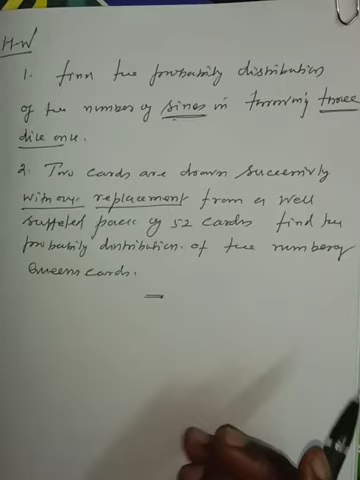 HW
1. find the probability distribution
of the number of sixes in throwing three
dice once.
2. Two cards are drawn successively
without replacement from a well
suffeled pack of 52 cards find the
probability distribution of the number of
Queens cards.